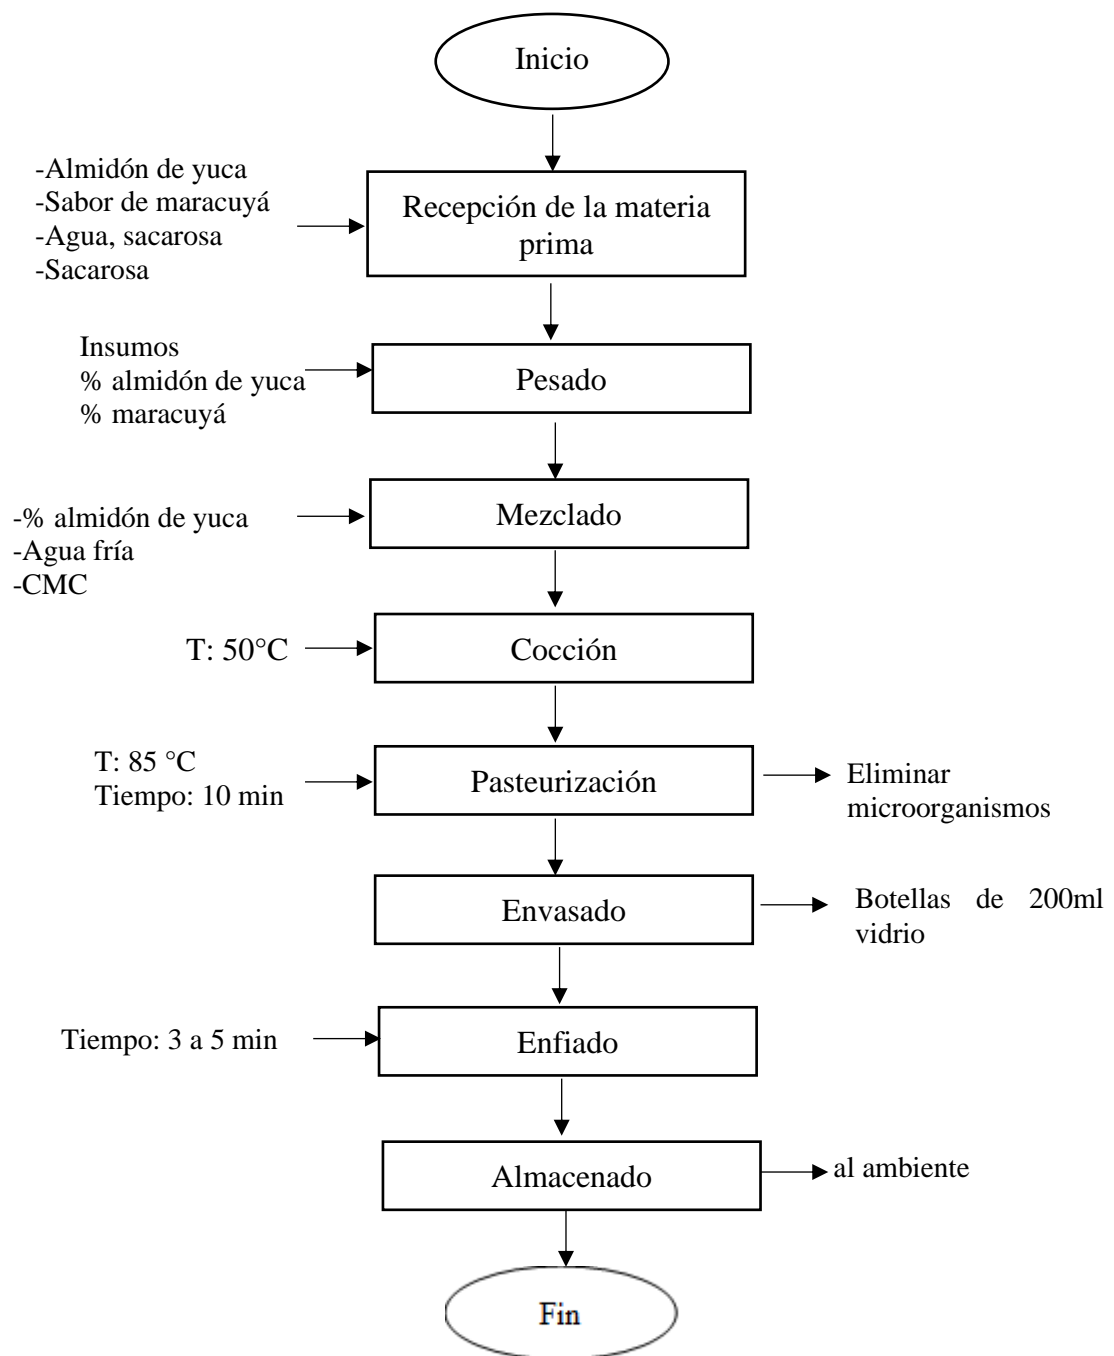 Inicio
-Almidón de yuca
-Sabor de maracuyá
-Agua, sacarosa
-Sacarosa
Recepción de la materia
prima
Insumos
% almidón de yuca
% maracuyá
Pesado
-% almidón de yuca
-Agua fría
-CMC
Mezclado
T: 50°C
Cocción
T: 85 °C
Tiempo: 10 min
Pasteurización
Eliminar
microorganismos
Envasado
Botellas de 200ml
vidrio
Tiempo: 3 a 5 min
Enfiado
Almacenado
al ambiente
Fin